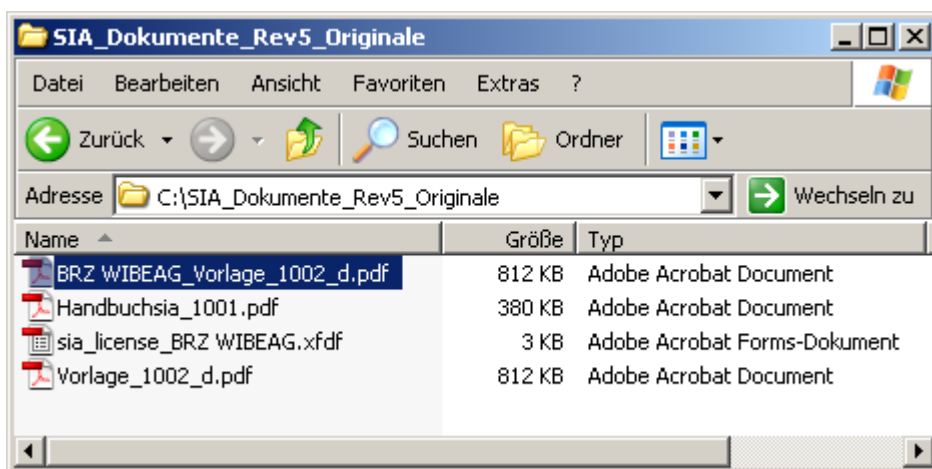 SIA_Dokumente_Rev5_Originale
Datei Bearbeiten Ansicht Favoriten Extras ?
Zurück Suchen Ordner
Adresse C:\SIA_Dokumente_Rev5_Originale Wechseln zu
Name Größe Typ
BRZ WIBEAG_Vorlage_1002_d.pdf 812 KB Adobe Acrobat Document
Handbuchsia_1001.pdf 380 KB Adobe Acrobat Document
sia_license_BRZ WIBEAG.xfdf 3 KB Adobe Acrobat Forms-Dokument
Vorlage_1002_d.pdf 812 KB Adobe Acrobat Document